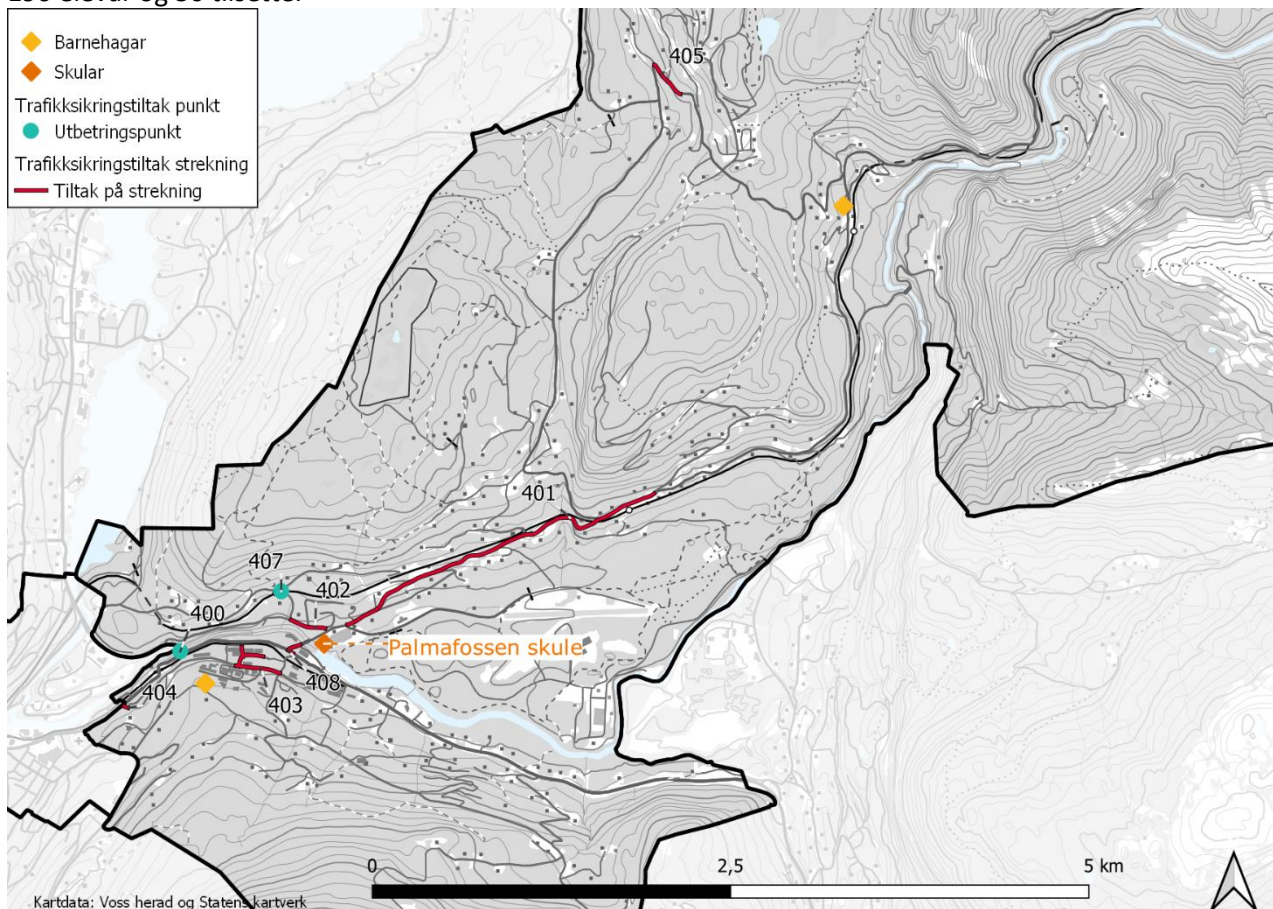 Barnehagar
Skular
Trafikksikringstiltak punkt
Utbetringspunkt
Trafikksikringstiltak strekning
Tiltak på strekning
405
401
407
402
400
Palmafossen skule
404
408
403
0
2,5
5 km
Kartdata: Voss herad og Statens kartverk